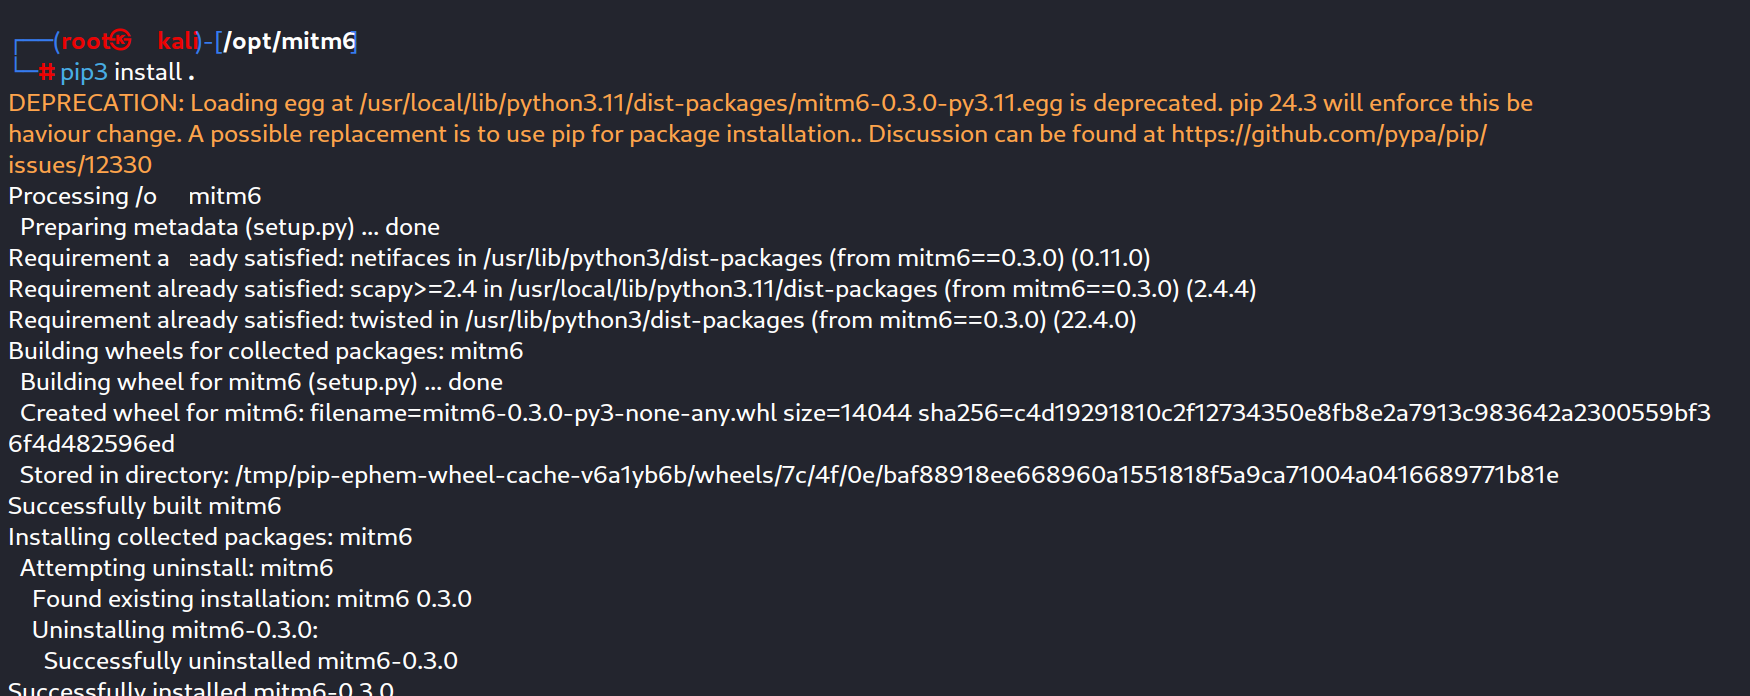 ┌──(root㉿kali)-[/opt/mitm6]
└─# pip3 install .
DEPRECATION: Loading egg at /usr/local/lib/python3.11/dist-packages/mitm6-0.3.0-py3.11.egg is deprecated. pip 24.3 will enforce this be
haviour change. A possible replacement is to use pip for package installation.. Discussion can be found at https://github.com/pypa/pip/
issues/12330
Processing /o mitm6
Preparing metadata (setup.py) ... done
Requirement a eady satisfied: netifaces in /usr/lib/python3/dist-packages (from mitm6==0.3.0) (0.11.0)
Requirement already satisfied: scapy>=2.4 in /usr/local/lib/python3.11/dist-packages (from mitm6==0.3.0) (2.4.4)
Requirement already satisfied: twisted in /usr/lib/python3/dist-packages (from mitm6==0.3.0) (22.4.0)
Building wheels for collected packages: mitm6
Building wheel for mitm6 (setup.py) ... done
Created wheel for mitm6: filename=mitm6-0.3.0-py3-none-any.whl size=14044 sha256=c4d19291810c2f12734350e8fb8e2a7913c983642a2300559bf3
6f4d482596ed
Stored in directory: /tmp/pip-ephem-wheel-cache-v6a1yb6b/wheels/7c/4f/0e/baf88918ee668960a1551818f5a9ca71004a0416689771b81e
Successfully built mitm6
Installing collected packages: mitm6
Attempting uninstall: mitm6
Found existing installation: mitm6 0.3.0
Uninstalling mitm6-0.3.0:
Successfully uninstalled mitm6-0.3.0
Successfully installed mitm6-0.3.0